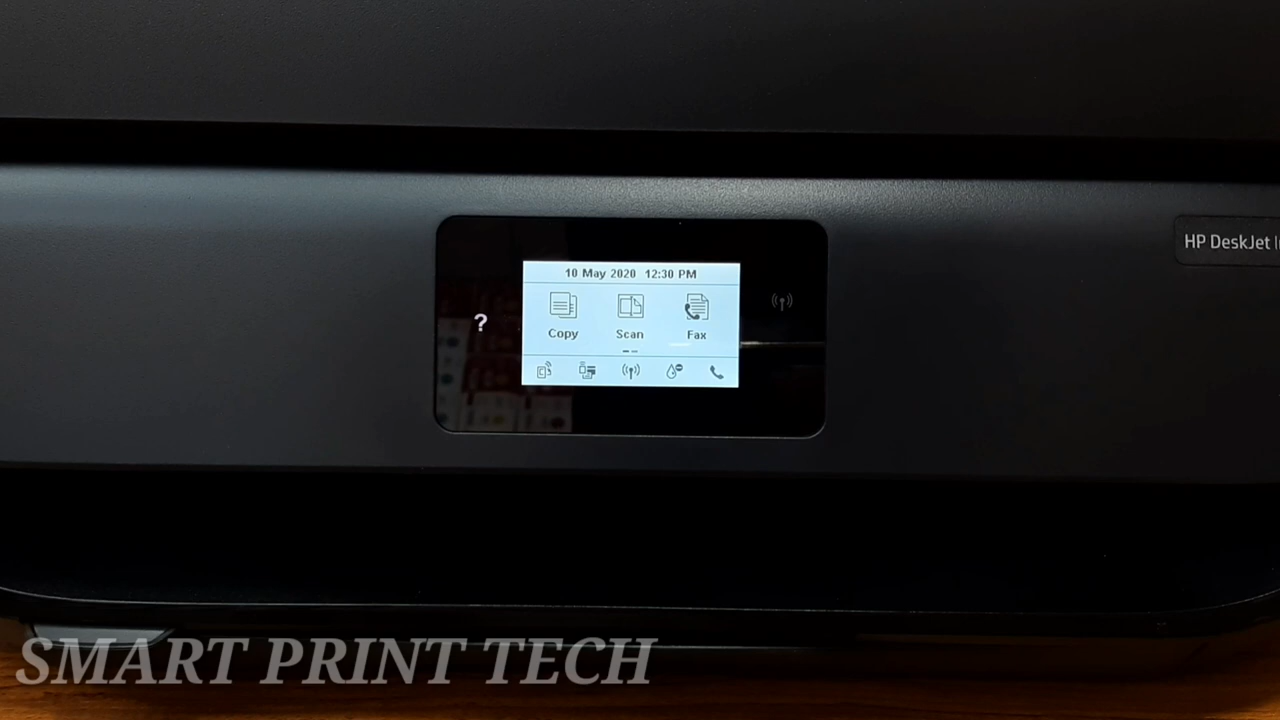 HP DeskJet
10 May 2020 12:30 PM
?
Copy Scan Fax
SMART PRINT TECH